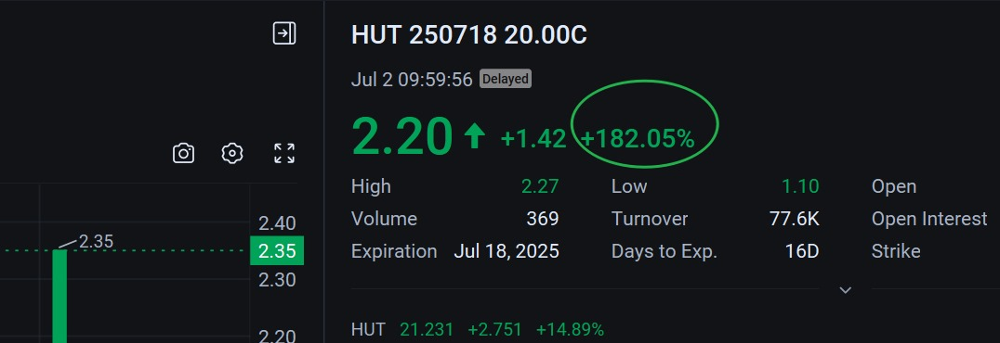 HUT 250718 20.00C
Jul 2 09:59:56 Delayed
2.20 +1.42 +182.05%
High 2.27 Low 1.10 Open
Volume 369 Turnover 77.6K Open Interest
Expiration Jul 18, 2025 Days to Exp. 16D Strike
HUT 21.231 +2.751 +14.89%
2.40
2.35
2.35
2.30
2.20